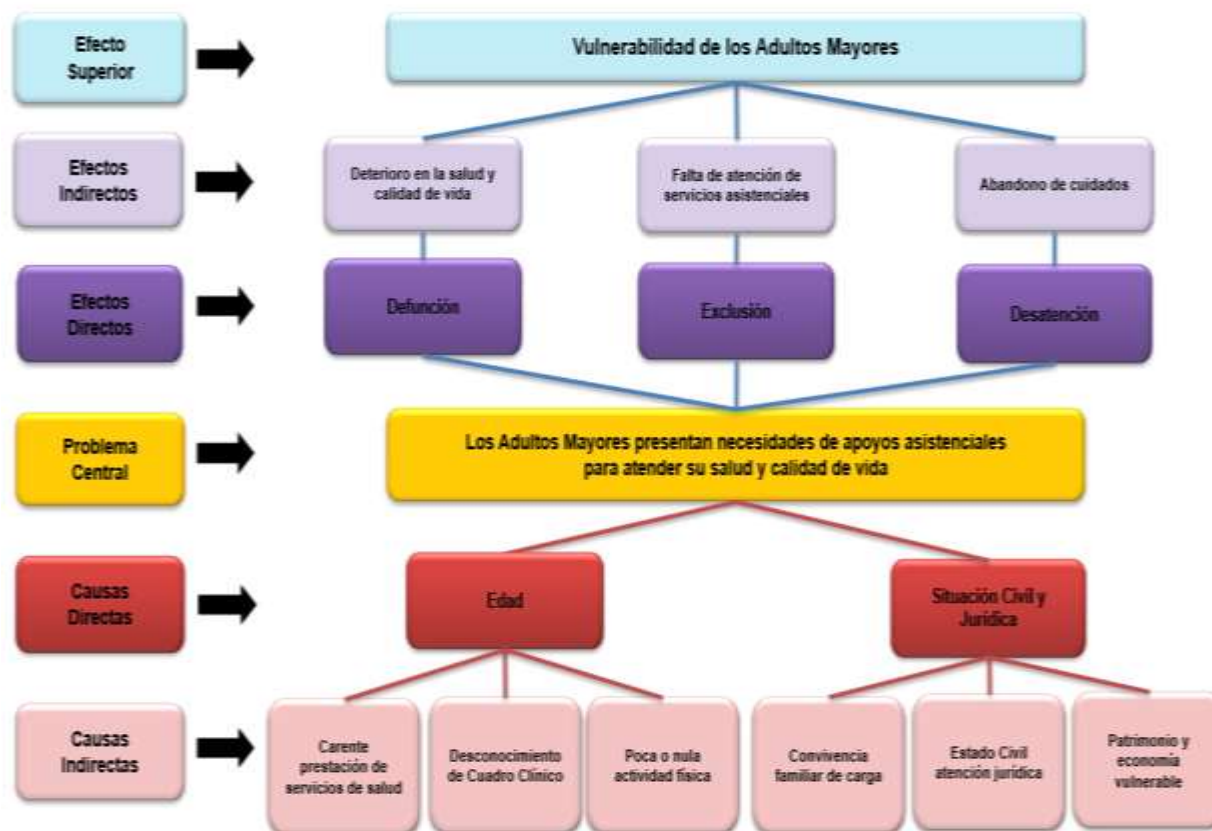 Efecto
Superior
Vulnerabilidad de los Adultos Mayores
Efectos
Indirectos
Deterioro en la salud y
calidad de vida
Falta de atención de
servicios asistenciales
Abandono de cuidados
Efectos
Directos
Defunción
Exclusión
Desatención
Problema
Central
Los Adultos Mayores presentan necesidades de apoyos asistenciales
para atender su salud y calidad de vida
Causas
Directas
Edad
Situación Civil y
Jurídica
Causas
Indirectas
Carente
prestación de
servicios de salud
Desconocimiento
de Cuadro Clínico
Poca o nula
actividad física
Convivencia
familiar de carga
Estado Civil
atención jurídica
Patrimonio y
economía
vulnerable